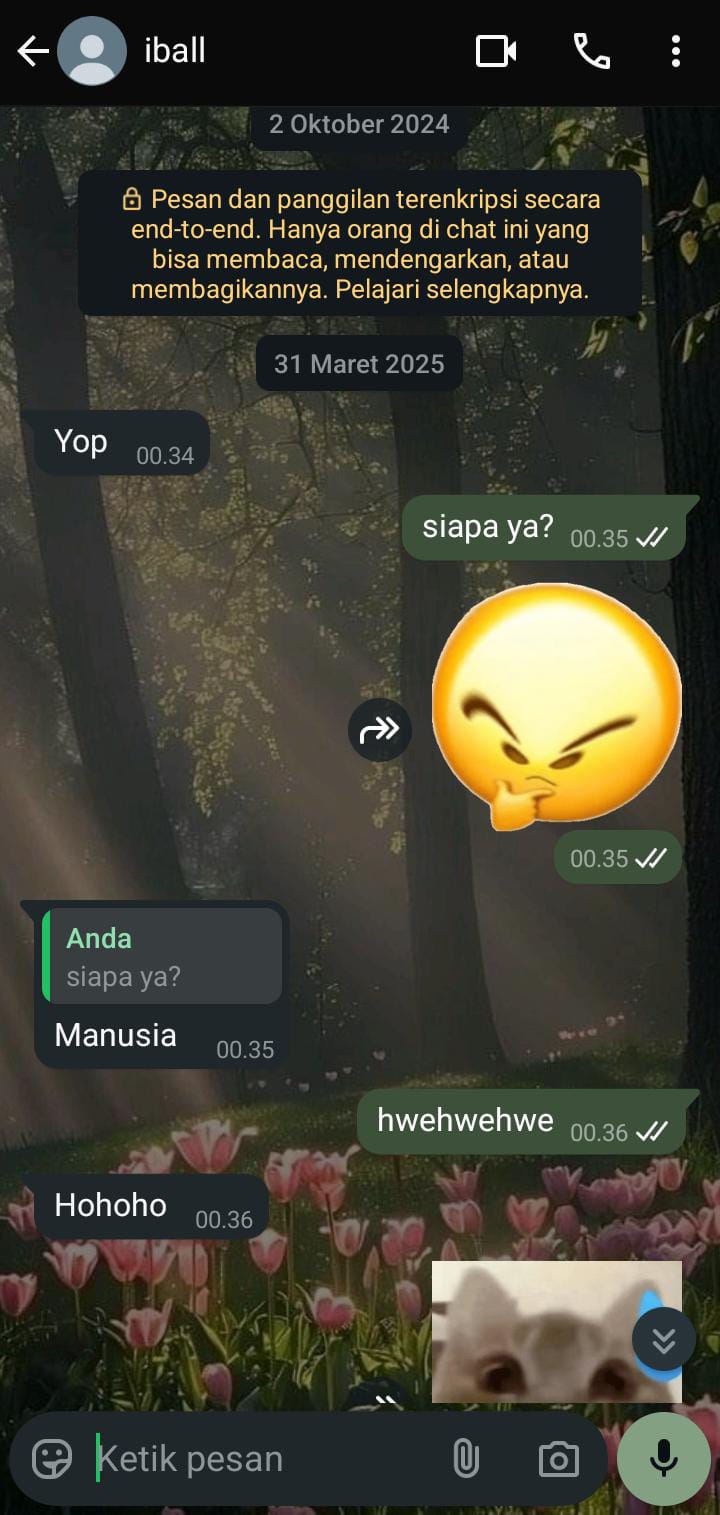 iball
2 Oktober 2024
Pesan dan panggilan terenkripsi secara
end-to-end. Hanya orang di chat ini yang
bisa membaca, mendengarkan, atau
membagikannya. Pelajari selengkapnya.
31 Maret 2025
Yop 00.34
siapa ya? 00.35
00.35
Anda
siapa ya?
Manusia 00.35
hwehwehwe 00.36
Hohoho 00.36
Ketik pesan